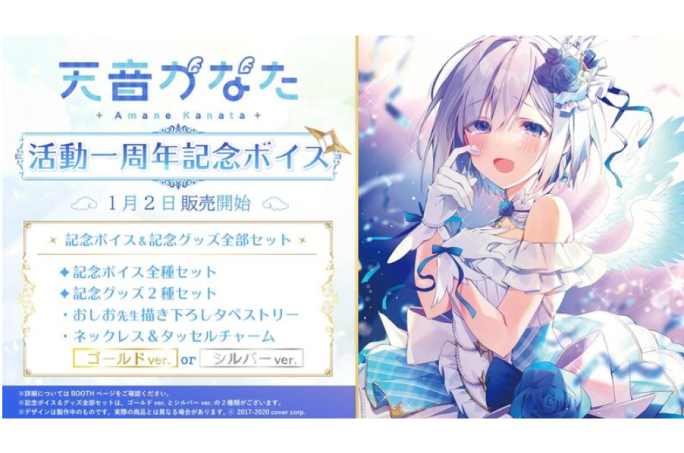 天音かなた
Amane Kanata
活動一周年記念ボイス
1月2日 販売開始
記念ボイス&記念グッズ全部セット
✦記念ボイス全種セット
✦記念グッズ2種セット
・おしお先生描き下ろしタペストリー
・ネックレス&タッセルチャーム
ゴールドver. or シルバーver.
※詳細についてはBOOTHページをご確認ください。
※記念ボイス&グッズ全部セットは、ゴールドver. とシルバーver. の2種類がございます。
※デザインは製作中のものです。実際の商品とは異なる場合があります。© 2017-2020 cover corp.